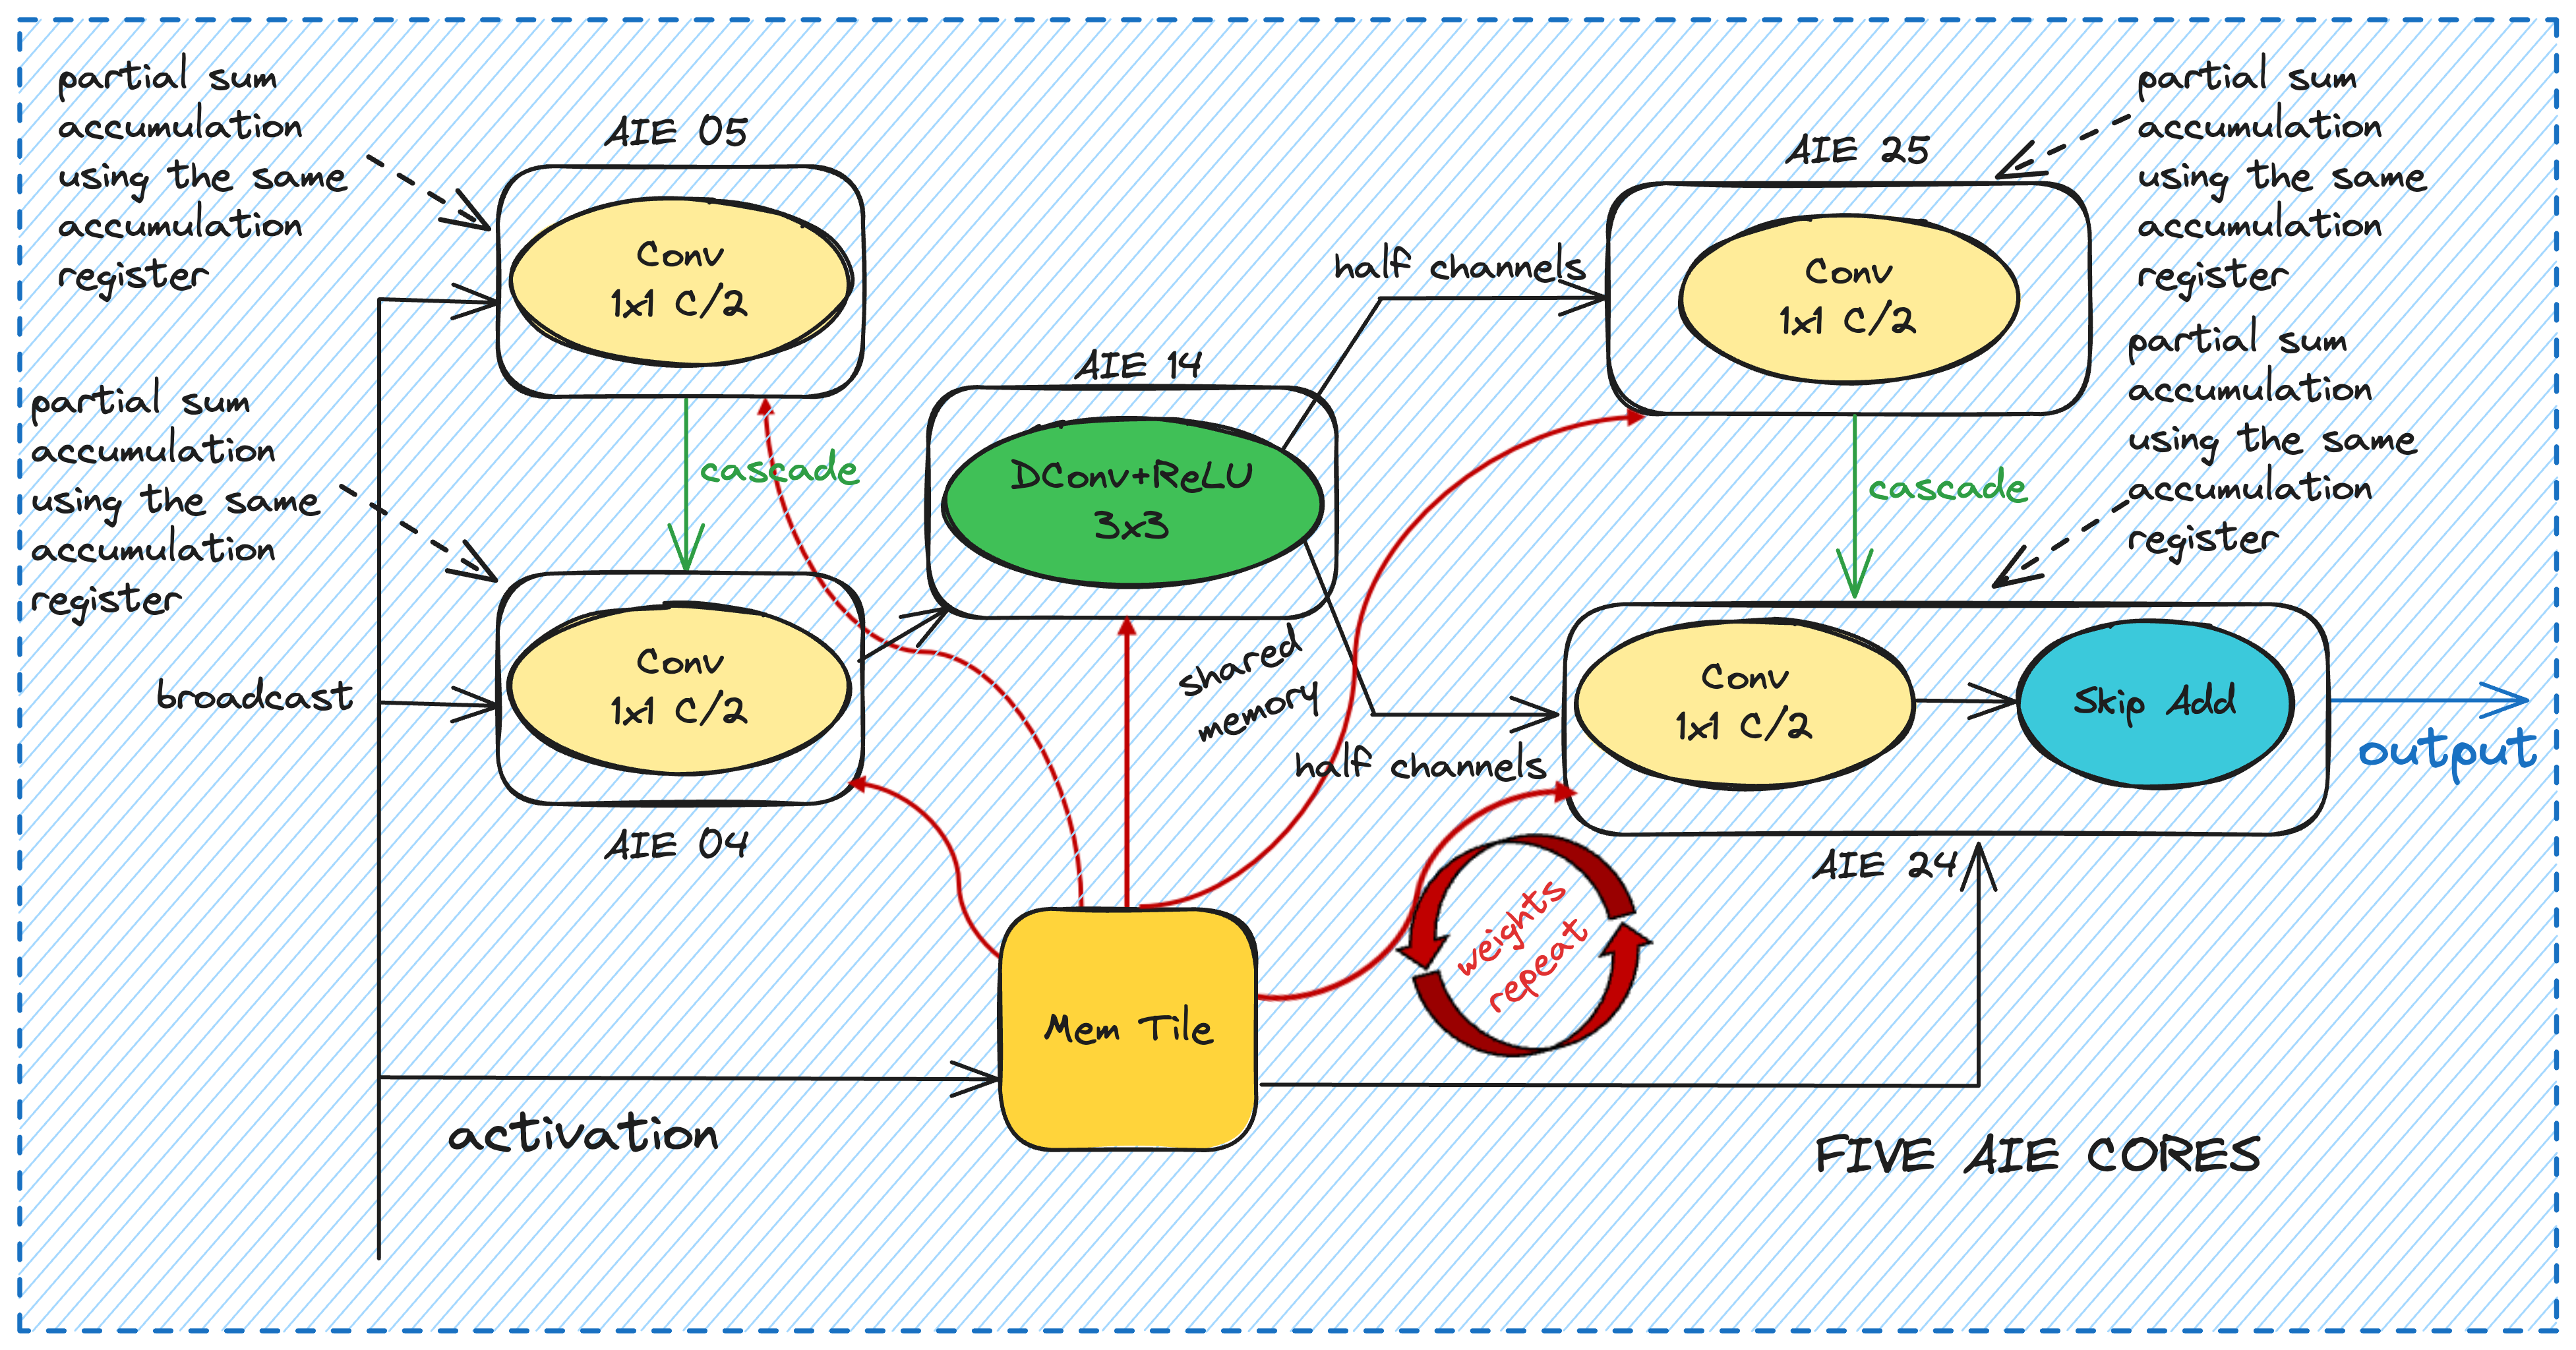 partial sum
accumulation
using the same
accumulation
register
AIE 05
Conv
1x1 C/2
cascade
partial sum
accumulation
using the same
accumulation
register
broadcast
Conv
1x1 C/2
AIE 04
AIE 14
DConv+ReLU
3x3
shared
memory
half channels
half channels
AIE 25
Conv
1x1 C/2
partial sum
accumulation
using the same
accumulation
register
partial sum
accumulation
using the same
accumulation
register
cascade
Conv
1x1 C/2
Skip Add
AIE 24
output
weights
repeat
Mem Tile
activation
FIVE AIE CORES